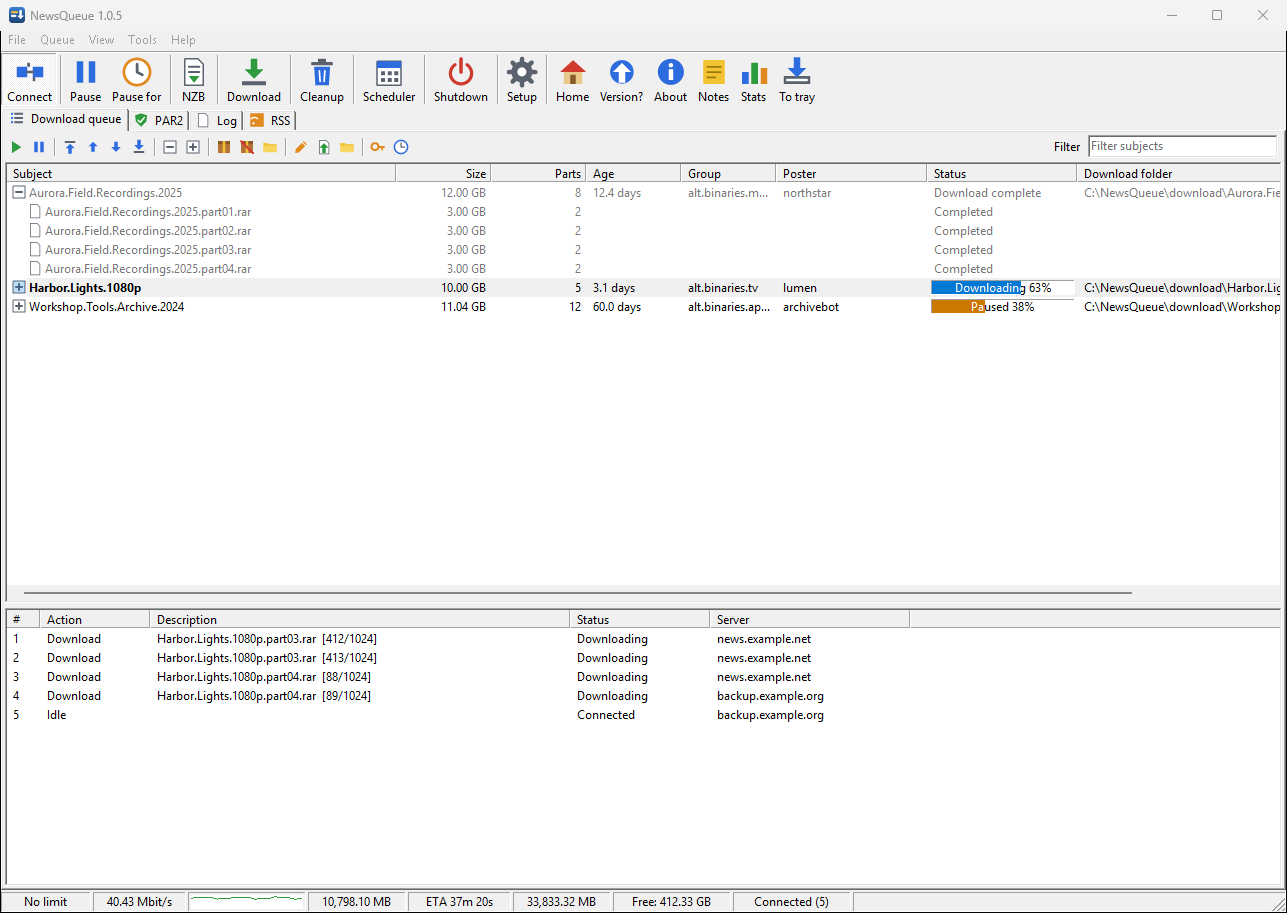 NewsQueue 1.0.5
File Queue View Tools Help
Connect Pause Pause for NZB Download Cleanup Scheduler Shutdown Setup Home Version? About Notes Stats To tray
Download queue PAR2 Log RSS
Filter Filter subjects
Subject Size Parts Age Group Poster Status Download folder
Aurora.Field.Recordings.2025 12.00 GB 8 12.4 days alt.binaries.m... northstar Download complete C:\NewsQueue\download\Aurora.Fie
Aurora.Field.Recordings.2025.part01.rar 3.00 GB 2 Completed
Aurora.Field.Recordings.2025.part02.rar 3.00 GB 2 Completed
Aurora.Field.Recordings.2025.part03.rar 3.00 GB 2 Completed
Aurora.Field.Recordings.2025.part04.rar 3.00 GB 2 Completed
Harbor.Lights.1080p 10.00 GB 5 3.1 days alt.binaries.tv lumen Downloading 63% C:\NewsQueue\download\Harbor.Lig
Workshop.Tools.Archive.2024 11.04 GB 12 60.0 days alt.binaries.ap... archivebot Paused 38% C:\NewsQueue\download\Workshop
# Action Description Status Server
1 Download Harbor.Lights.1080p.part03.rar [412/1024] Downloading news.example.net
2 Download Harbor.Lights.1080p.part03.rar [413/1024] Downloading news.example.net
3 Download Harbor.Lights.1080p.part04.rar [88/1024] Downloading news.example.net
4 Download Harbor.Lights.1080p.part04.rar [89/1024] Downloading backup.example.org
5 Idle Connected backup.example.org
No limit 40.43 Mbit/s 10,798.10 MB ETA 37m 20s 33,833.32 MB Free: 412.33 GB Connected (5)